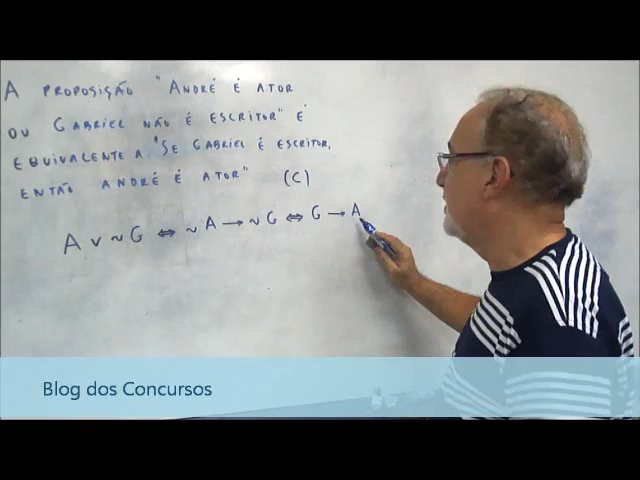 A PROPOSIÇÃO "ANDRÉ É ATOR
OU GABRIEL NÃO É ESCRITOR" É
EQUIVALENTE A "SE GABRIEL É ESCRITOR,
ENTÃO ANDRÉ É ATOR" (C)
A ∨ ~G ⇔ ~A → ~G ⇔ G → A
Blog dos Concursos